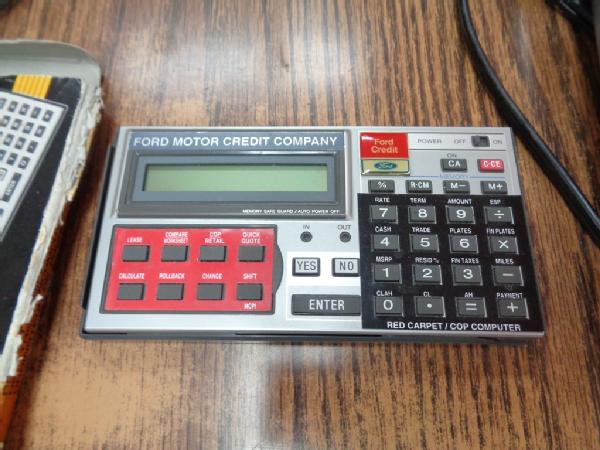 FORD MOTOR CREDIT COMPANY
MEMORY SAFE GUARD / AUTO POWER OFF
Ford
Credit
Ford
POWER OFF ON
ON
CA C·CE
MEMORY
% R·CM M− M+
RATE TERM AMOUNT ESP
7 8 9 ÷
CASH TRADE PLATES FIN PLATES
4 5 6 ×
MSRP RESID % FIN TAXES MILES
1 2 3 −
CLAH CL AH PAYMENT
0 · = +
RED CARPET / COP COMPUTER
LEASE COMPARE WORKSHEET COP RETAIL QUICK QUOTE
CALCULATE ROLLBACK CHANGE SHIFT
MCPI
IN OUT
YES NO
ENTER